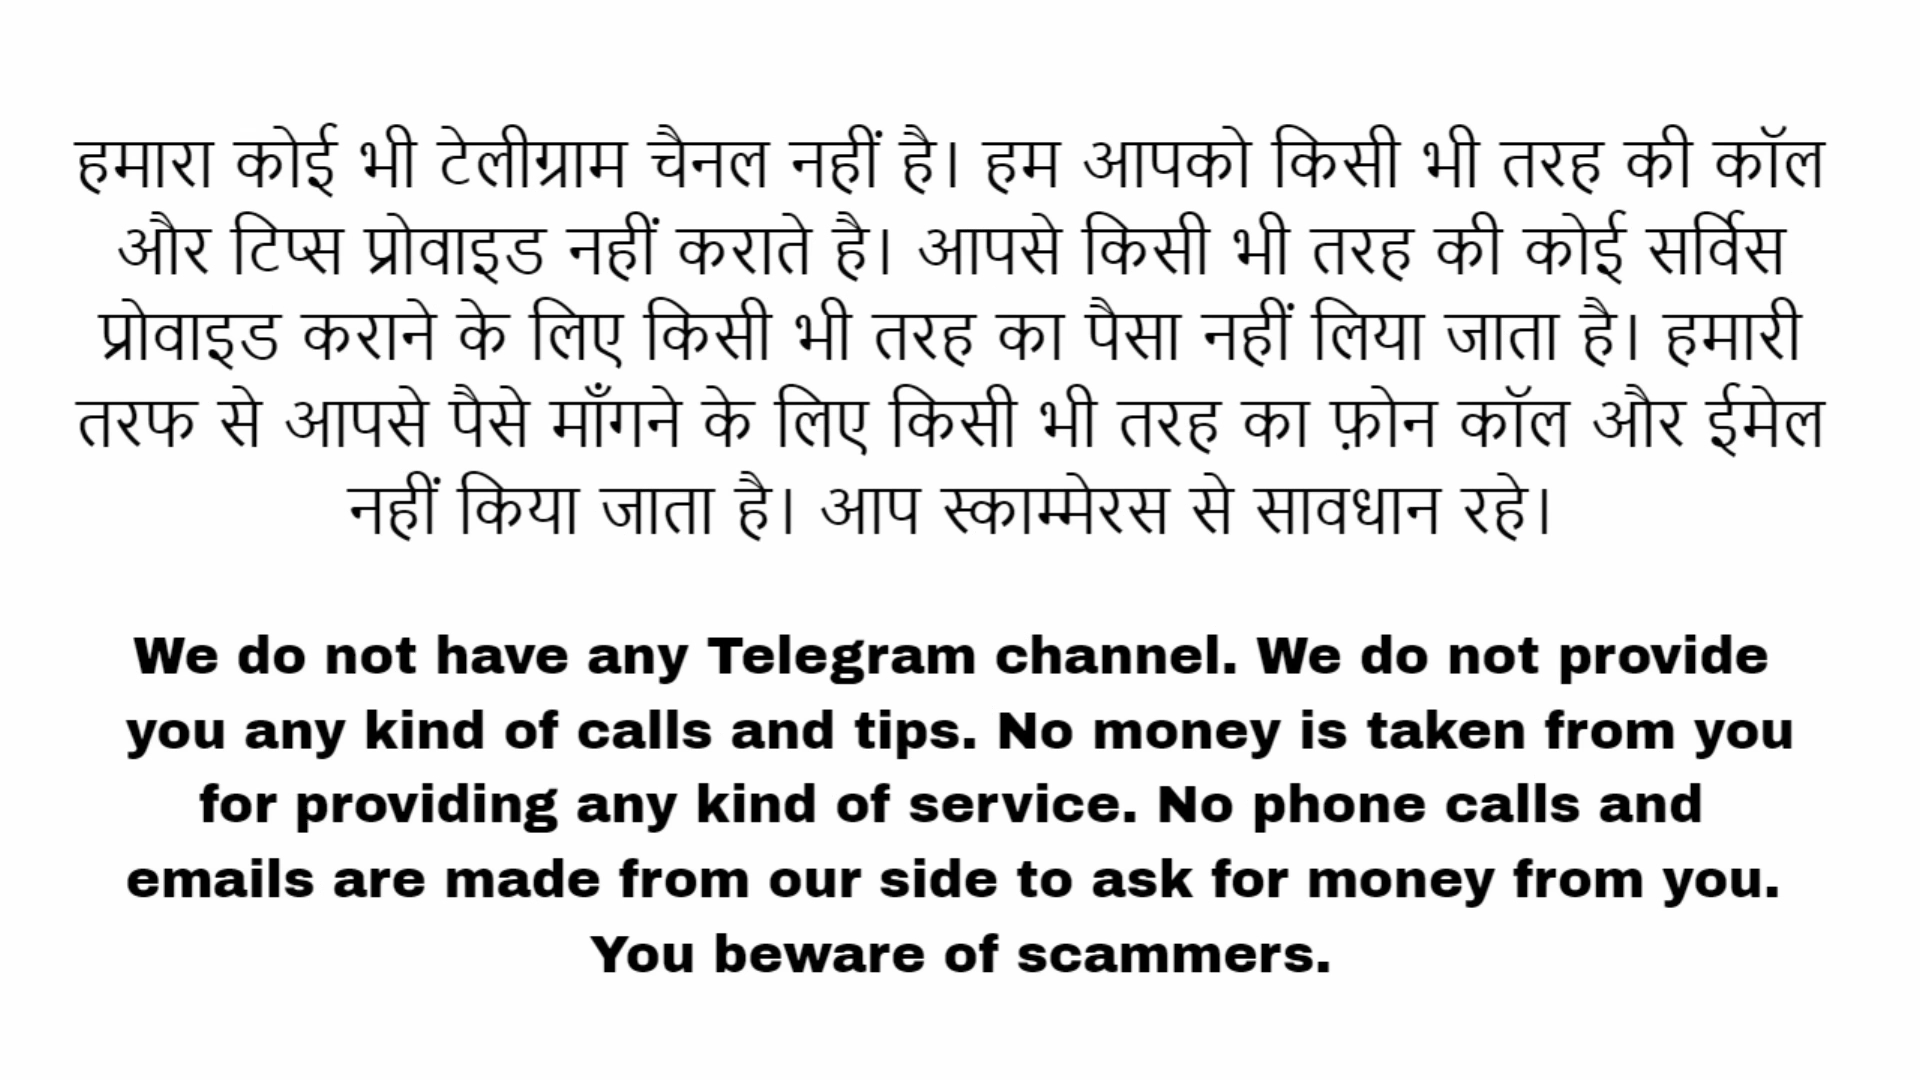 हमारा कोई भी टेलीग्राम चैनल नहीं है। हम आपको किसी भी तरह की कॉल
और टिप्स प्रोवाइड नहीं कराते है। आपसे किसी भी तरह की कोई सर्विस
प्रोवाइड कराने के लिए किसी भी तरह का पैसा नहीं लिया जाता है। हमारी
तरफ से आपसे पैसे माँगने के लिए किसी भी तरह का फ़ोन कॉल और ईमेल
नहीं किया जाता है। आप स्काम्मेरस से सावधान रहे।
We do not have any Telegram channel. We do not provide
you any kind of calls and tips. No money is taken from you
for providing any kind of service. No phone calls and
emails are made from our side to ask for money from you.
You beware of scammers.